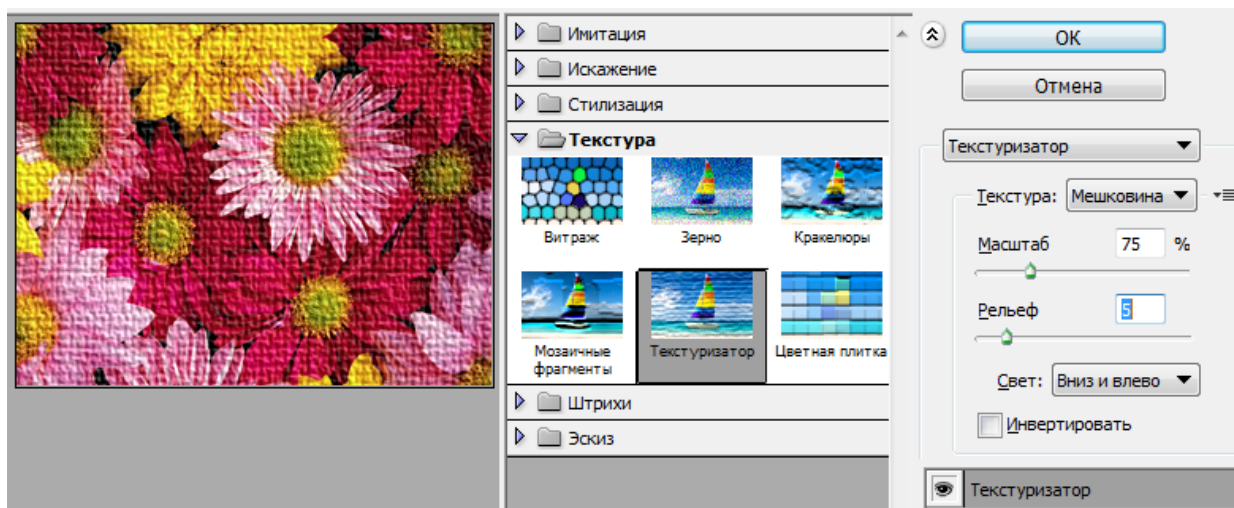 Имитация
Искажение
Стилизация
Текстура
Витраж
Зерно
Кракелюры
Мозаичные
фрагменты
Текстуризатор
Цветная плитка
Штрихи
Эскиз
OK
Отмена
Текстуризатор
Текстура: Мешковина
Масштаб 75 %
Рельеф 5
Свет: Вниз и влево
Инвертировать
Текстуризатор